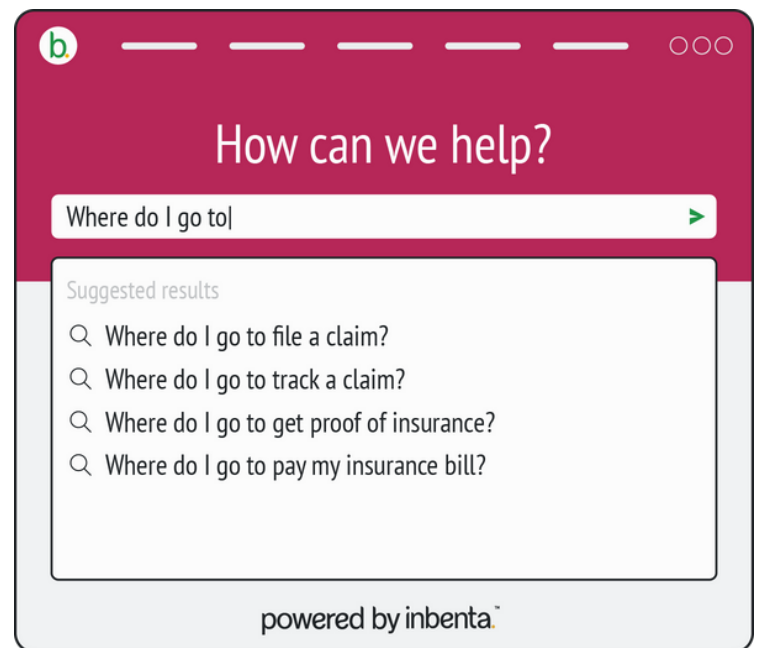 b.
How can we help?
Where do I go to
Suggested results
Where do I go to file a claim?
Where do I go to track a claim?
Where do I go to get proof of insurance?
Where do I go to pay my insurance bill?
powered by inbenta.™